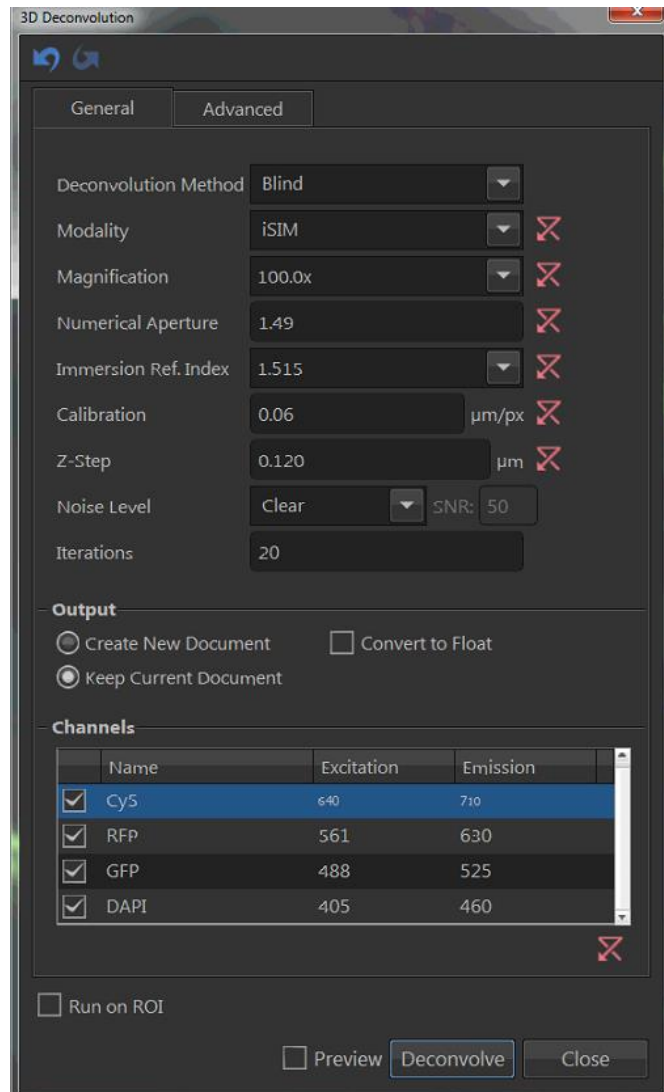 3D Deconvolution
General Advanced
Deconvolution Method Blind
Modality iSIM
Magnification 100.0x
Numerical Aperture 1.49
Immersion Ref. Index 1.515
Calibration 0.06 µm/px
Z-Step 0.120 µm
Noise Level Clear SNR: 50
Iterations 20
Output
Create New Document Convert to Float
Keep Current Document
Channels
Name Excitation Emission
Cy5 640 710
RFP 561 630
GFP 488 525
DAPI 405 460
Run on ROI
Preview Deconvolve Close